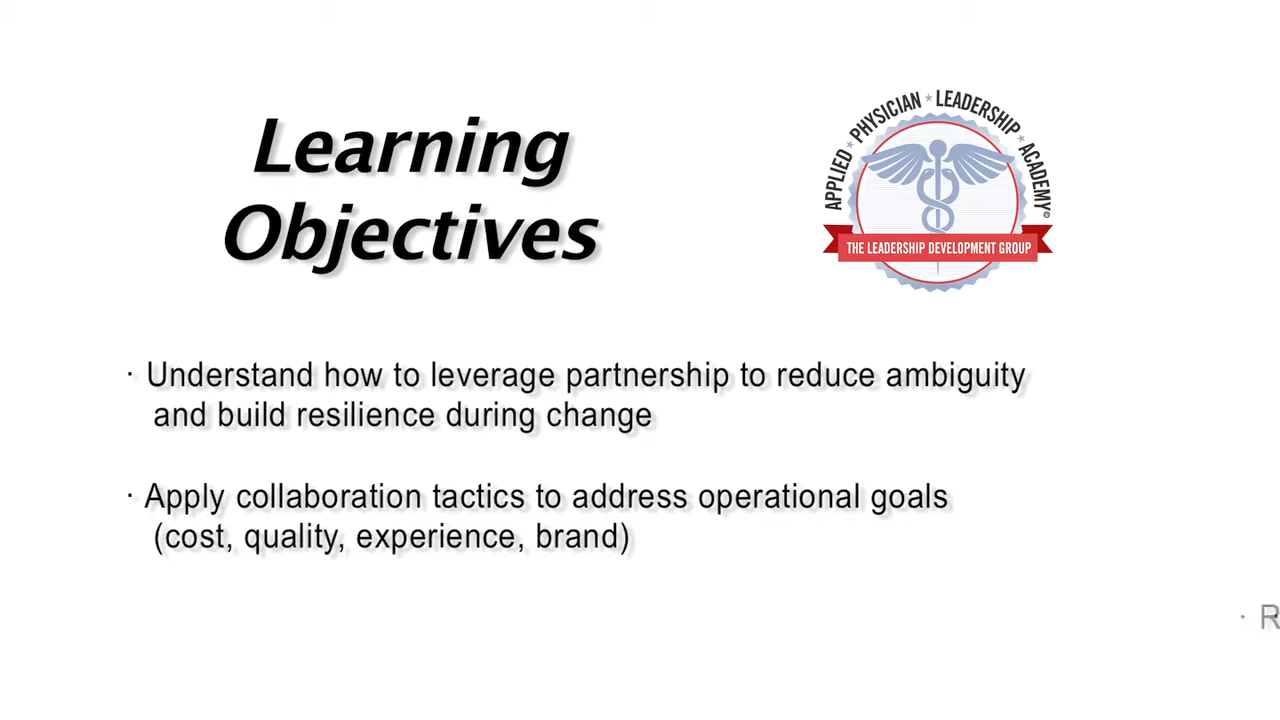 Learning
Objectives
APPLIED ★ PHYSICIAN ★ LEADERSHIP ★ ACADEMY ©
THE LEADERSHIP DEVELOPMENT GROUP
· Understand how to leverage partnership to reduce ambiguity
and build resilience during change
· Apply collaboration tactics to address operational goals
(cost, quality, experience, brand)